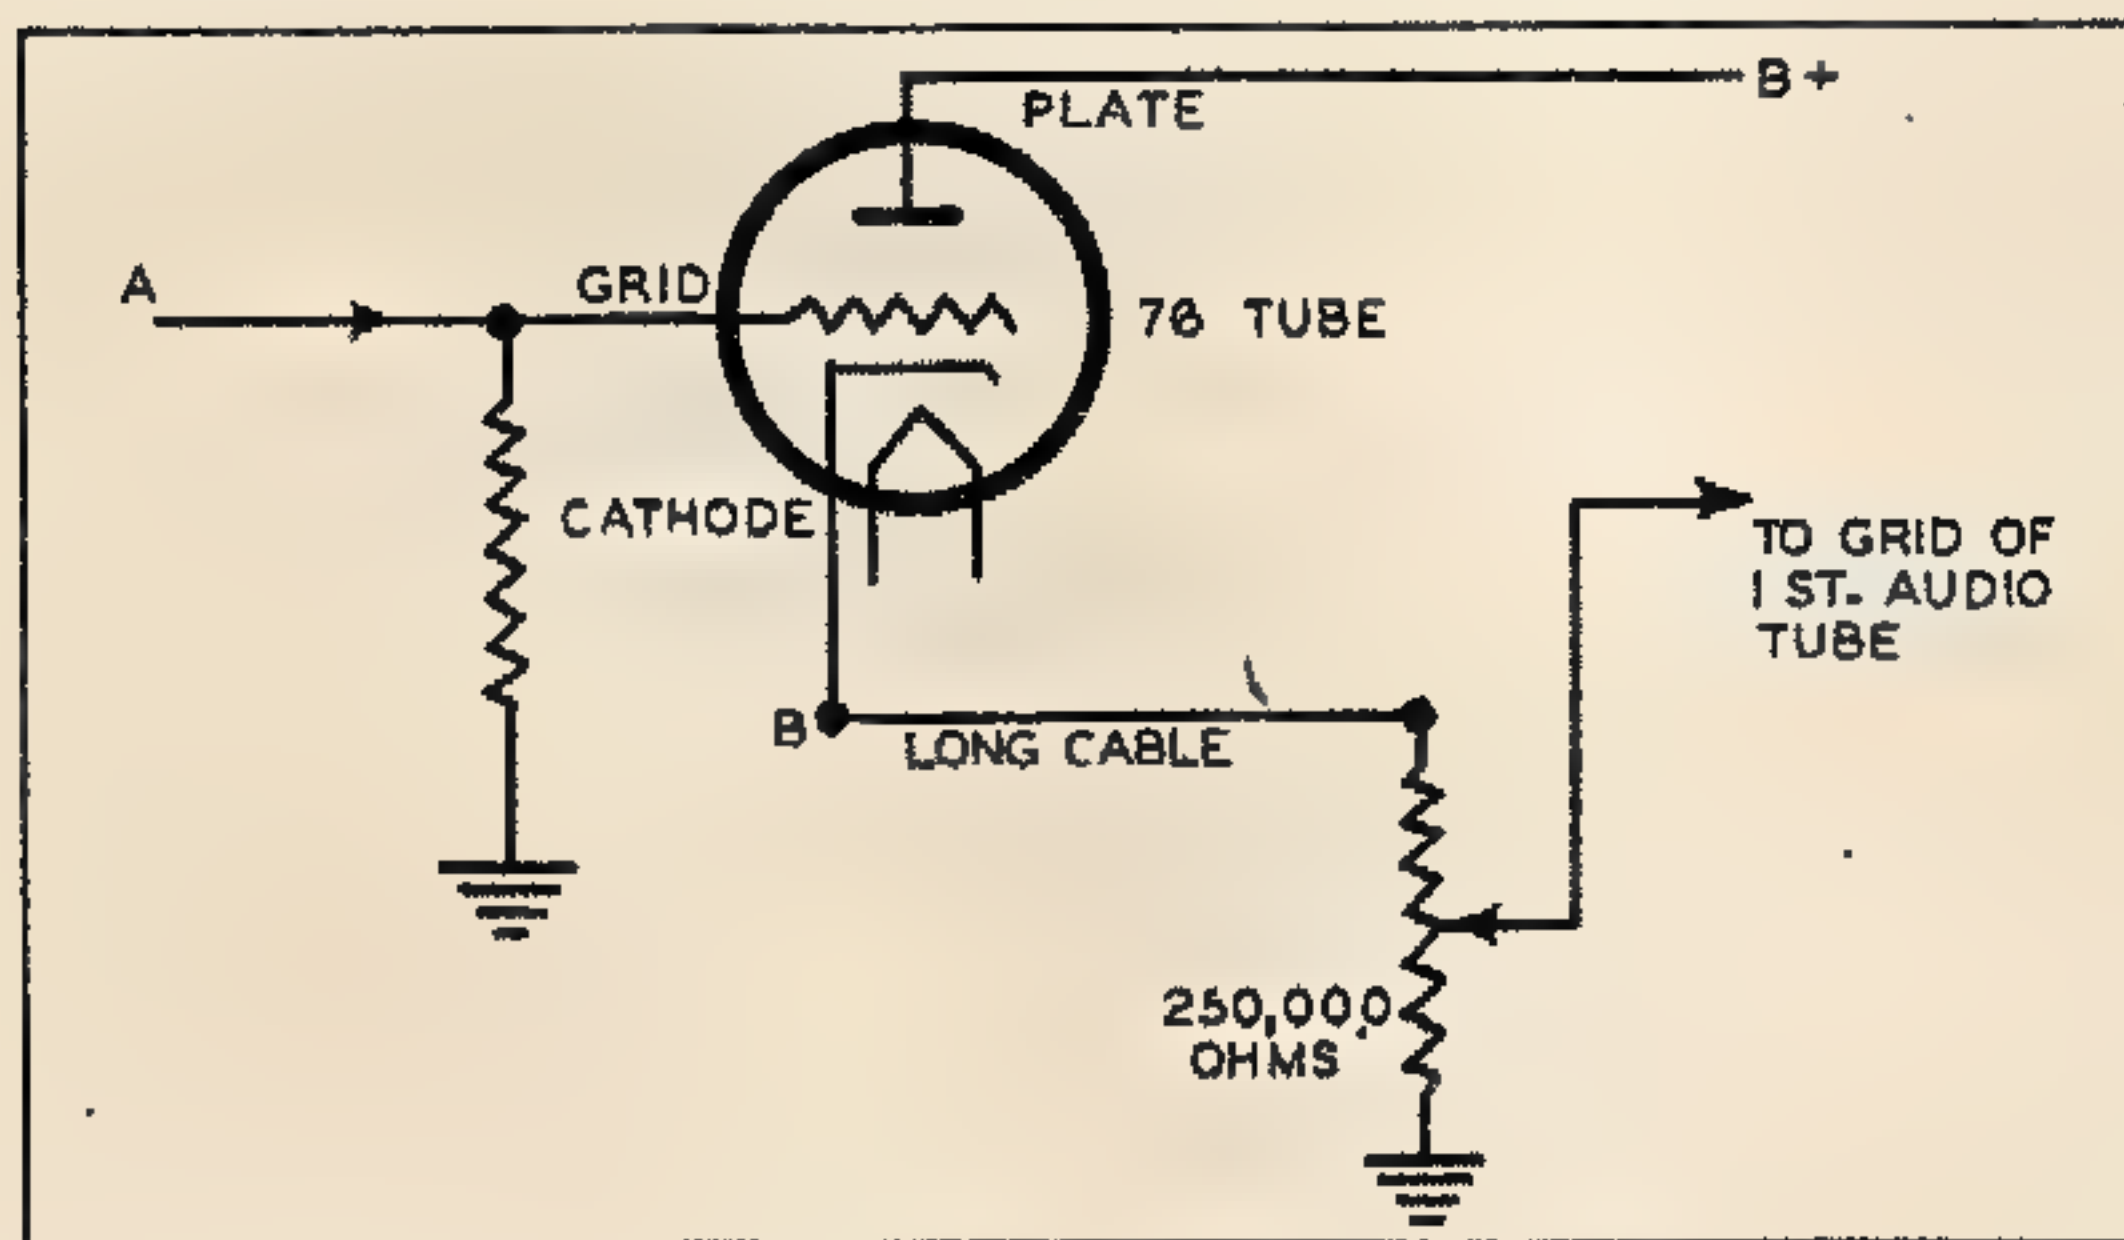 B+
PLATE
A
GRID
76 TUBE
CATHODE
TO GRID OF
1 ST. AUDIO
TUBE
B
LONG CABLE
250,000
OHMS